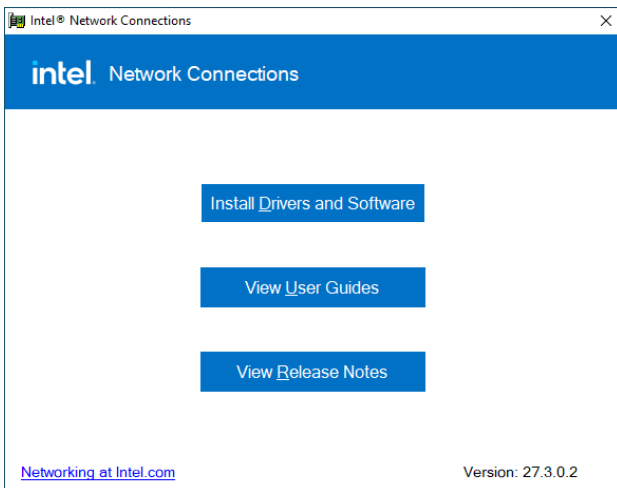 Intel® Network Connections
intel. Network Connections
Install Drivers and Software
View User Guides
View Release Notes
Networking at Intel.com
Version: 27.3.0.2